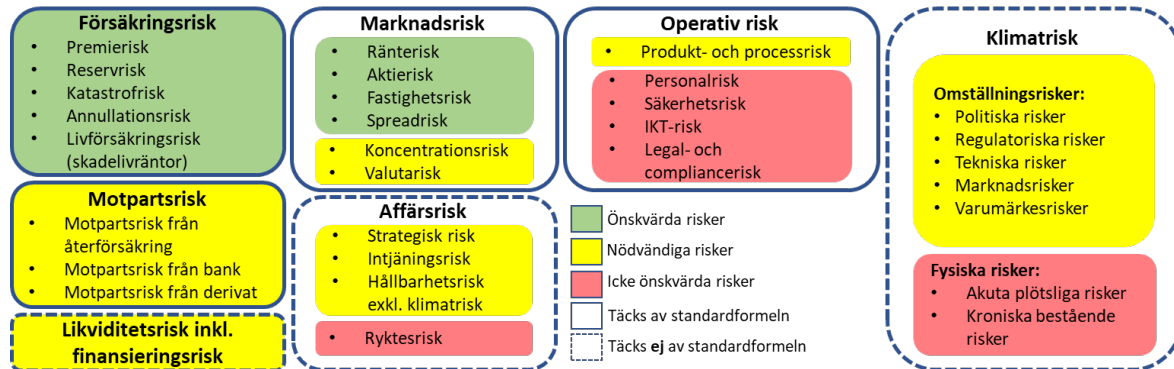 Försäkringsrisk
• Premierisk
• Reservrisk
• Katastrofrisk
• Annullationsrisk
• Livförsäkringsrisk
(skadelivräntor)
Motpartsrisk
• Motpartsrisk från
återförsäkring
• Motpartsrisk från bank
• Motpartsrisk från derivat
Likviditetsrisk inkl.
finansieringsrisk
Marknadsrisk
• Ränterisk
• Aktierisk
• Fastighetsrisk
• Spreadrisk
• Koncentrationsrisk
• Valutarisk
Affärsrisk
• Strategisk risk
• Intjäningsrisk
• Hållbarhetsrisk
exkl. klimatrisk
• Ryktesrisk
Operativ risk
• Produkt- och processrisk
• Personalrisk
• Säkerhetsrisk
• IKT-risk
• Legal- och
compliancerisk
Önskvärda risker
Nödvändiga risker
Icke önskvärda risker
Täcks av standardformeln
Täcks ej av standardformeln
Klimatrisk
Omställningsrisker:
• Politiska risker
• Regulatoriska risker
• Tekniska risker
• Marknadsrisker
• Varumärkesrisker
Fysiska risker:
• Akuta plötsliga risker
• Kroniska bestående
risker